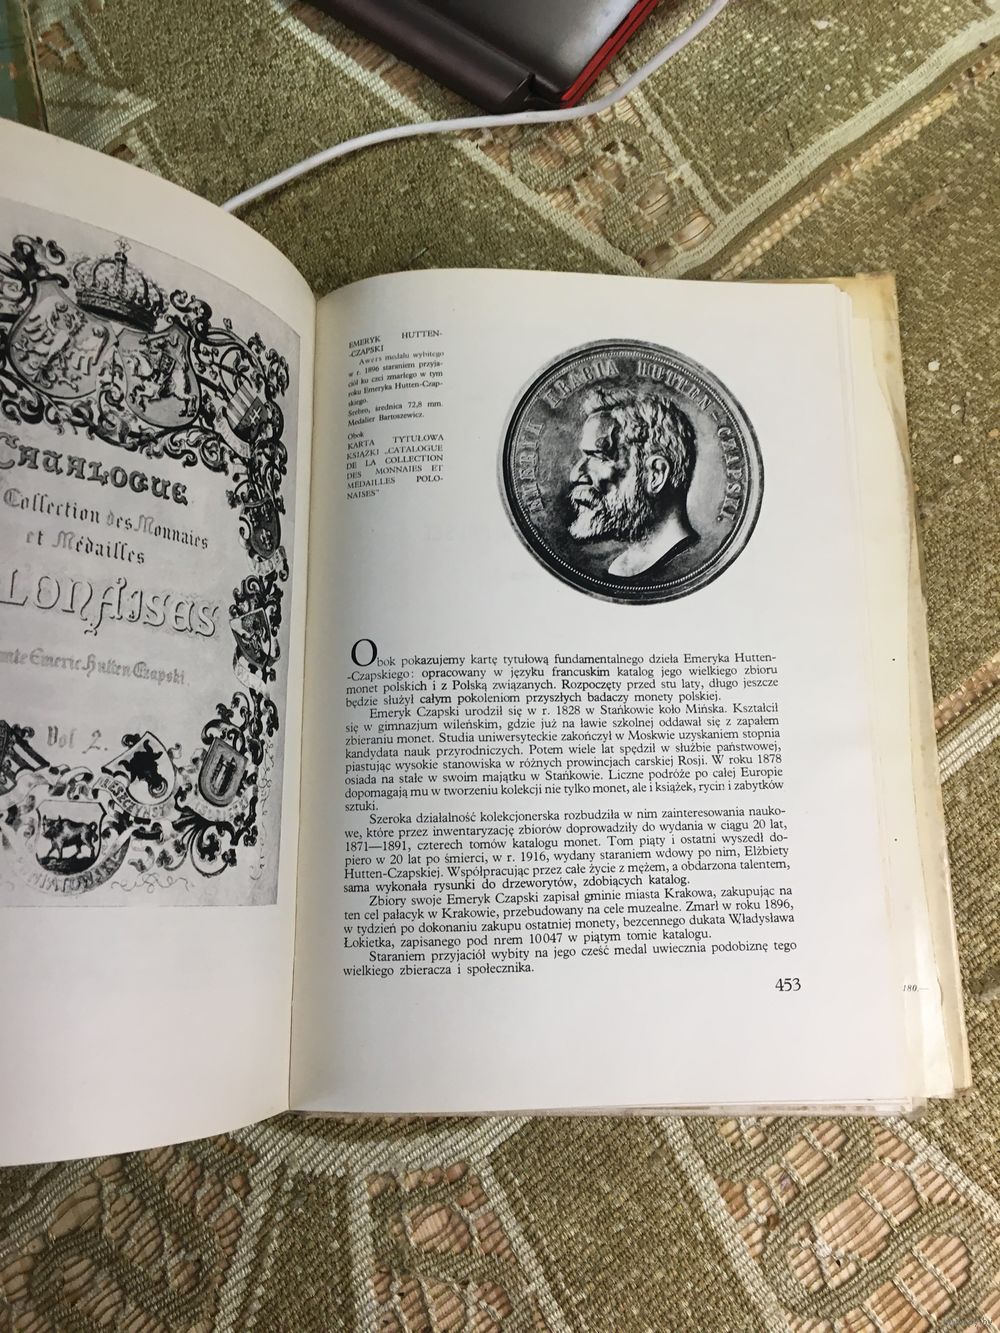 CATALOGUE
Collection des Monnaies
et Médailles
LONAISES
Emeric Hutten Czapski.
Vol 2.
EMERYK HUTTEN-
-CZAPSKI
Awers medalu wybitego
w r. 1896 staraniem przyja-
ciół ku czci zmarłego w tym
roku Emeryka Hutten-Czap-
skiego.
Srebro, średnica 72,8 mm.
Medalier Bartoszewicz.
Obok
KARTA TYTUŁOWA
KSIĄŻKI „CATALOGUE
DE LA COLLECTION
DES MONNAIES ET
MÉDAILLES POLO-
NAISES"
EMERYK HRABIA HUTTEN-CZAPSKI.
Obok pokazujemy kartę tytułową fundamentalnego dzieła Emeryka Hutten-
-Czapskiego: opracowany w języku francuskim katalog jego wielkiego zbioru
monet polskich i z Polską związanych. Rozpoczęty przed stu laty, długo jeszcze
będzie służył całym pokoleniom przyszłych badaczy monety polskiej.
Emeryk Czapski urodził się w r. 1828 w Stańkowie koło Mińska. Kształcił
się w gimnazjum wileńskim, gdzie już na ławie szkolnej oddawał się z zapałem
zbieraniu monet. Studia uniwersyteckie zakończył w Moskwie uzyskaniem stopnia
kandydata nauk przyrodniczych. Potem wiele lat spędził w służbie państwowej,
piastując wysokie stanowiska w różnych prowincjach carskiej Rosji. W roku 1878
osiada na stałe w swoim majątku w Stańkowie. Liczne podróże po całej Europie
dopomagają mu w tworzeniu kolekcji nie tylko monet, ale i książek, rycin i zabytków
sztuki.
Szeroka działalność kolekcjonerska rozbudziła w nim zainteresowania nauko-
we, które przez inwentaryzację zbiorów doprowadziły do wydania w ciągu 20 lat,
1871—1891, czterech tomów katalogu monet. Tom piąty i ostatni wyszedł do-
piero w 20 lat po śmierci, w r. 1916, wydany staraniem wdowy po nim, Elżbiety
Hutten-Czapskiej. Współpracując przez całe życie z mężem, a obdarzona talentem,
sama wykonała rysunki do drzeworytów, zdobiących katalog.
Zbiory swoje Emeryk Czapski zapisał gminie miasta Krakowa, zakupując na
ten cel pałacyk w Krakowie, przebudowany na cele muzealne. Zmarł w roku 1896,
w tydzień po dokonaniu zakupu ostatniej monety, bezcennego dukata Władysława
Łokietka, zapisanego pod nrem 10 047 w piątym tomie katalogu.
Staraniem przyjaciół wybity na jego cześć medal uwiecznia podobiznę tego
wielkiego zbieracza i społecznika.
453
180.—